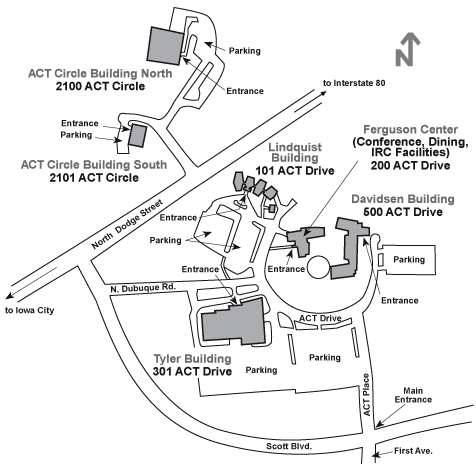 Parking
N
ACT Circle Building North
2100 ACT Circle
Entrance
to Interstate 80
Entrance
Parking
Ferguson Center
(Conference, Dining,
IRC Facilities)
200 ACT Drive
Lindquist
Building
101 ACT Drive
ACT Circle Building South
2101 ACT Circle
Davidsen Building
500 ACT Drive
North Dodge Street
Entrance
Parking
Entrance
Entrance
Parking
N. Dubuque Rd.
Entrance
to Iowa City
ACT Drive
Tyler Building
301 ACT Drive
Parking
Parking
ACT Place
Main
Entrance
Scott Blvd.
First Ave.